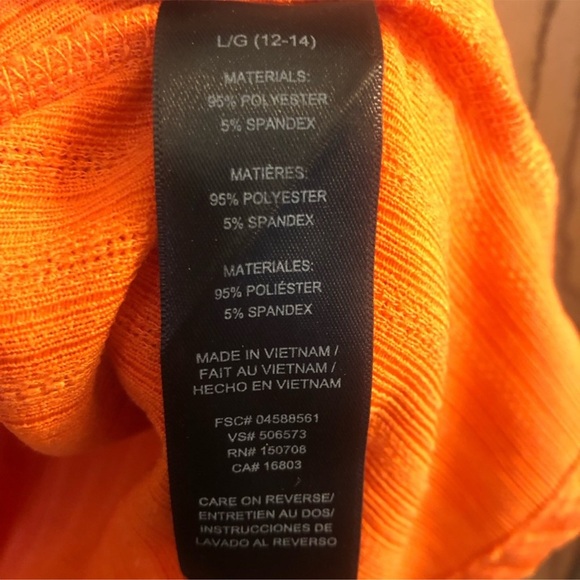 L/G (12-14)
MATERIALS:
95% POLYESTER
5% SPANDEX
MATIÈRES:
95% POLYESTER
5% SPANDEX
MATERIALES:
95% POLIÉSTER
5% SPANDEX
MADE IN VIETNAM /
FAIT AU VIETNAM /
HECHO EN VIETNAM
FSC# 04588561
VS# 506573
RN# 150708
CA# 16803
CARE ON REVERSE/
ENTRETIEN AU DOS/
INSTRUCCIONES DE
LAVADO AL REVERSO